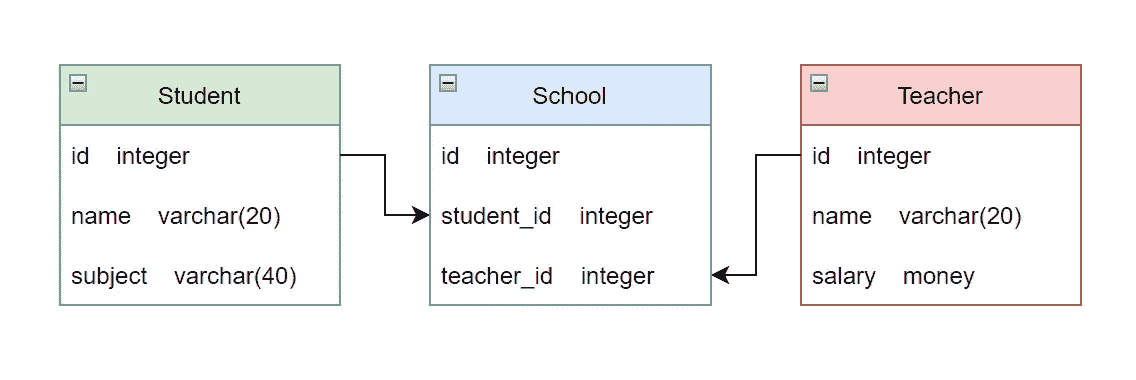 Student
id integer
name varchar(20)
subject varchar(40)
School
id integer
student_id integer
teacher_id integer
Teacher
id integer
name varchar(20)
salary money